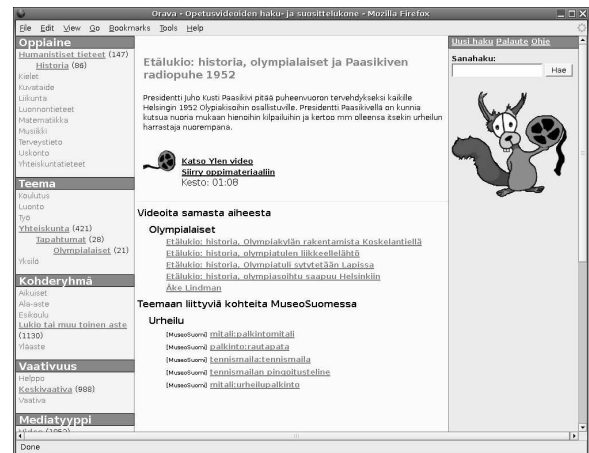 Orava - Opetusvideoiden haku- ja suosittelukone - Mozilla Firefox
File Edit View Go Bookmarks Tools Help
Oppiaine
Humanistiset tieteet (147)
Historia (86)
Kielet
Kuvataide
Liikunta
Luonnontieteet
Matematiikka
Musiikki
Terveystieto
Uskonto
Yhteiskuntatieteet
Teema
Koulutus
Luonto
Työ
Yhteiskunta (421)
Tapahtumat (28)
Olympialaiset (21)
Yksilö
Kohderyhmä
Aikuiset
Ala-aste
Esikoulu
Lukio tai muu toinen aste
(1130)
Yläaste
Vaativuus
Helppo
Keskivaativa (988)
Vaativa
Mediatyyppi
Video (1952)
Etälukio: historia, olympialaiset ja Paasikiven
radiopuhe 1952
Presidentti Juho Kusti Paasikivi pitää puheenvuoron tervehdykseksi kaikille
Helsingin 1952 Olypiakisoihin osallistuville. Presidentti Paasikivellä on kunnia
kutsua nuoria mukaan hienoihin kilpailuihin ja kertoo mm olleensa itsekin urheilun
harrastaja nuorempana.
Katso Ylen video
Siirry oppimateriaaliin
Kesto: 01:08
Videoita samasta aiheesta
Olympialaiset
Etälukio: historia, Olympiakylän rakentamista Koskelantiellä
Etälukio: historia, olympiatulen liikkeellelähtö
Etälukio: historia, Olympiatuli sytytetään Lapissa
Etälukio: historia, olympiasoihtu saapuu Helsinkiin
Åke Lindman
Teemaan liittyviä kohteita MuseoSuomessa
Urheilu
[MuseoSuomi] mitali:palkintomitali
[MuseoSuomi] palkinto:rautapata
[MuseoSuomi] tennismaila:tennismaila
[MuseoSuomi] tennismailan pingoitusteline
[MuseoSuomi] mitali:urheilupalkinto
Uusi haku Palaute Ohje
Sanahaku:
Hae
Done